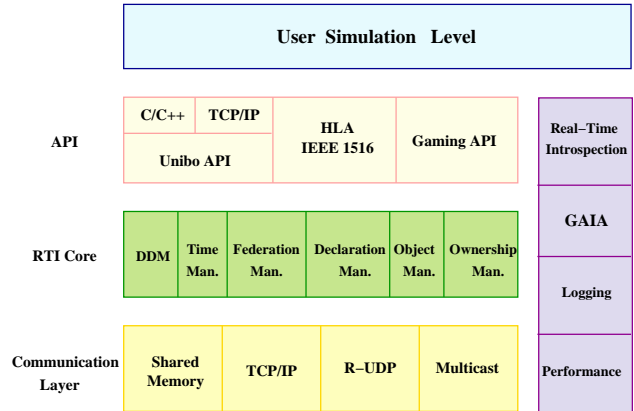 User Simulation Level
API
C/C++
TCP/IP
Unibo API
HLA
IEEE 1516
Gaming API
Real−Time
Introspection
GAIA
Logging
Performance
RTI Core
DDM
Time
Man.
Federation
Man.
Declaration
Man.
Object
Man.
Ownership
Man.
Communication
Layer
Shared
Memory
TCP/IP
R−UDP
Multicast